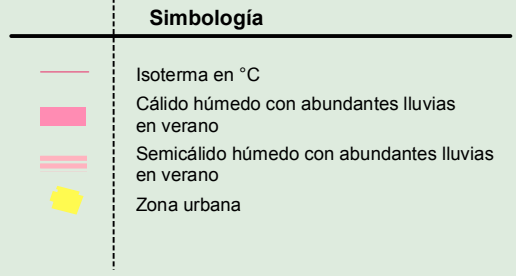 Simbología
Isoterma en °C
Cálido húmedo con abundantes lluvias
en verano
Semicálido húmedo con abundantes lluvias
en verano
Zona urbana